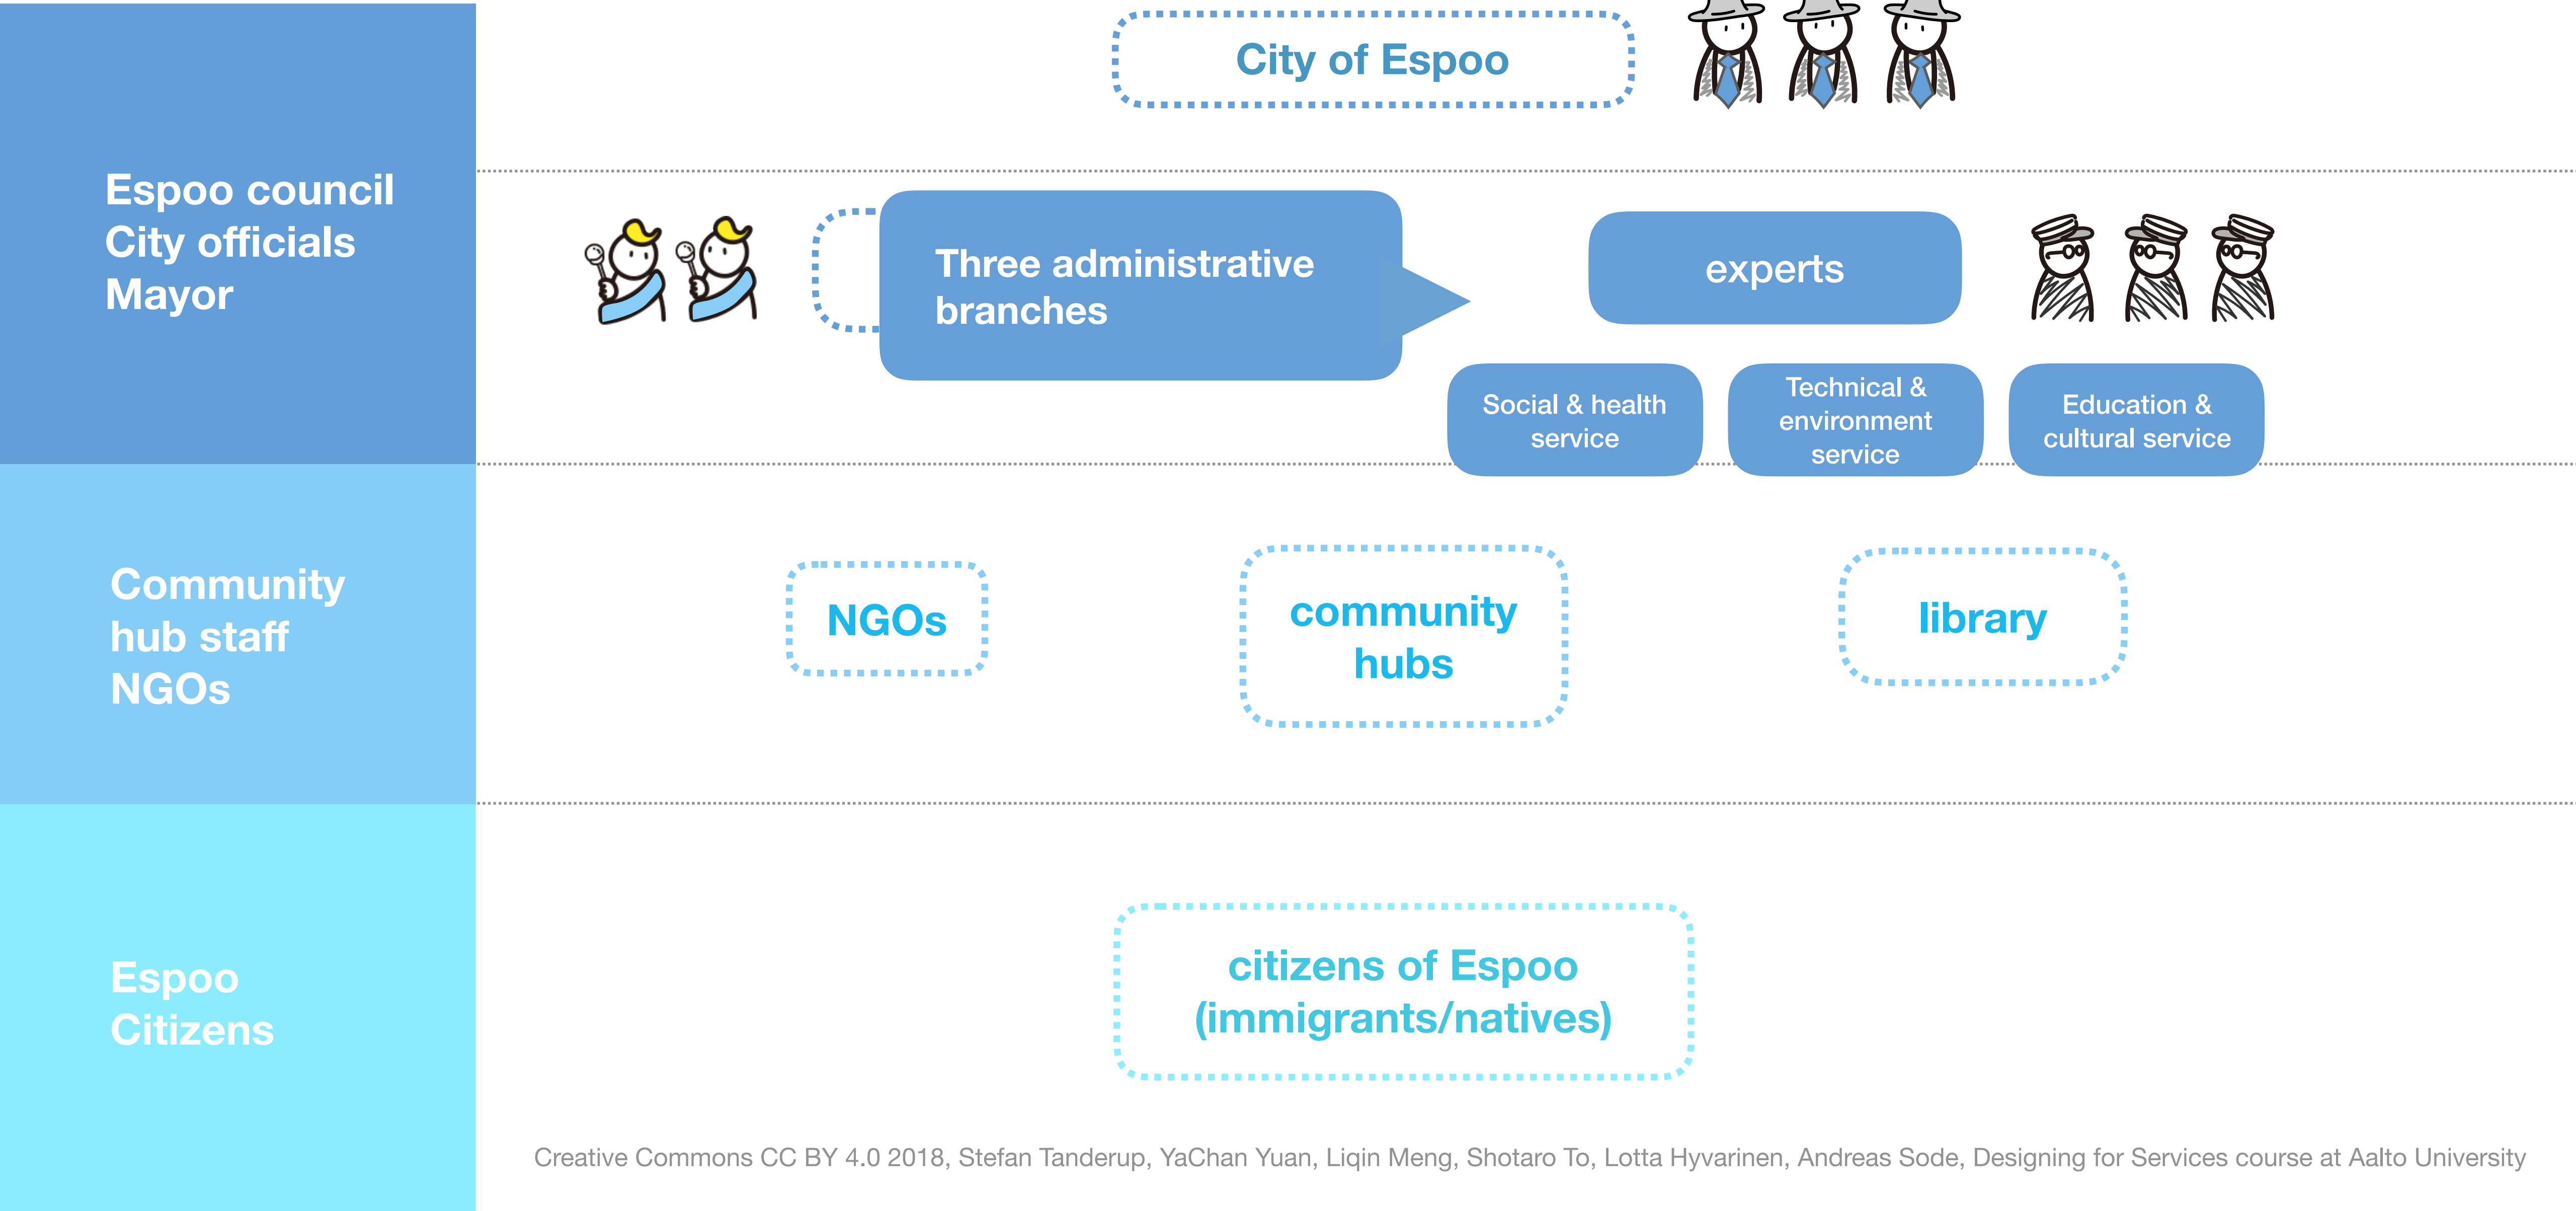 City of Espoo
Espoo council
City officials
Mayor
Three administrative
branches
experts
Social & health
service
Technical &
environment
service
Education &
cultural service
Community
hub staff
NGOs
NGOs
community
hubs
library
Espoo
Citizens
citizens of Espoo
(immigrants/natives)
Creative Commons CC BY 4.0 2018, Stefan Tanderup, YaChan Yuan, Liqin Meng, Shotaro To, Lotta Hyvarinen, Andreas Sode, Designing for Services course at Aalto University